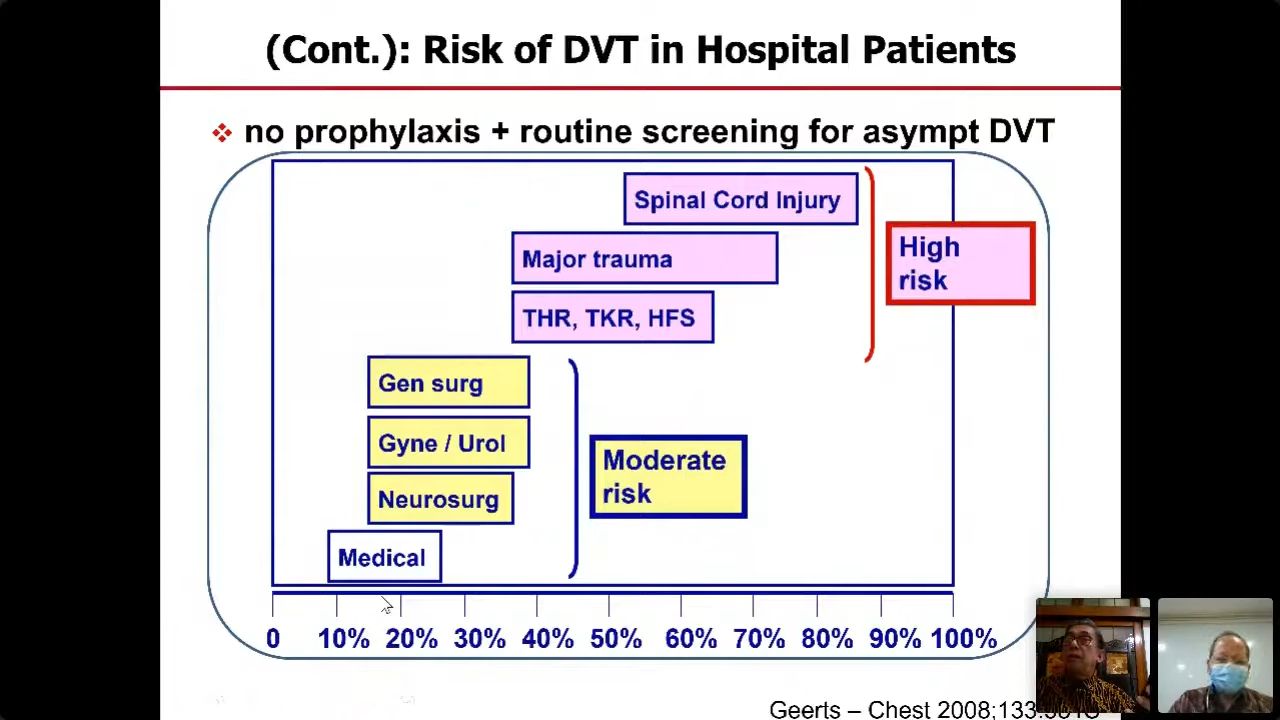 (Cont.): Risk of DVT in Hospital Patients
no prophylaxis + routine screening for asympt DVT
Spinal Cord Injury
Major trauma
THR, TKR, HFS
High
risk
Gen surg
Gyne / Urol
Neurosurg
Medical
Moderate
risk
0 10% 20% 30% 40% 50% 60% 70% 80% 90% 100%
Geerts – Chest 2008;133: